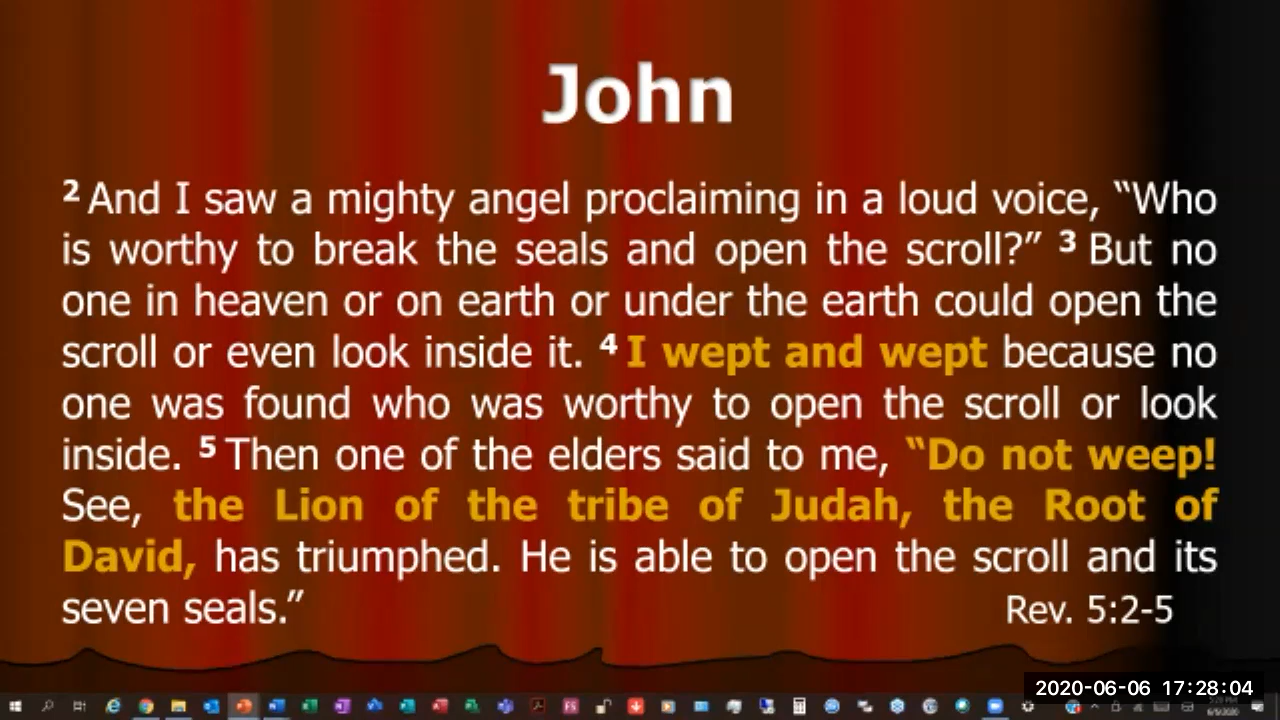 John
2 And I saw a mighty angel proclaiming in a loud voice, “Who
is worthy to break the seals and open the scroll?” 3 But no
one in heaven or on earth or under the earth could open the
scroll or even look inside it. 4 I wept and wept because no
one was found who was worthy to open the scroll or look
inside. 5 Then one of the elders said to me, “Do not weep!
See, the Lion of the tribe of Judah, the Root of
David, has triumphed. He is able to open the scroll and its
seven seals.” Rev. 5:2-5
2020-06-06 17:28:04